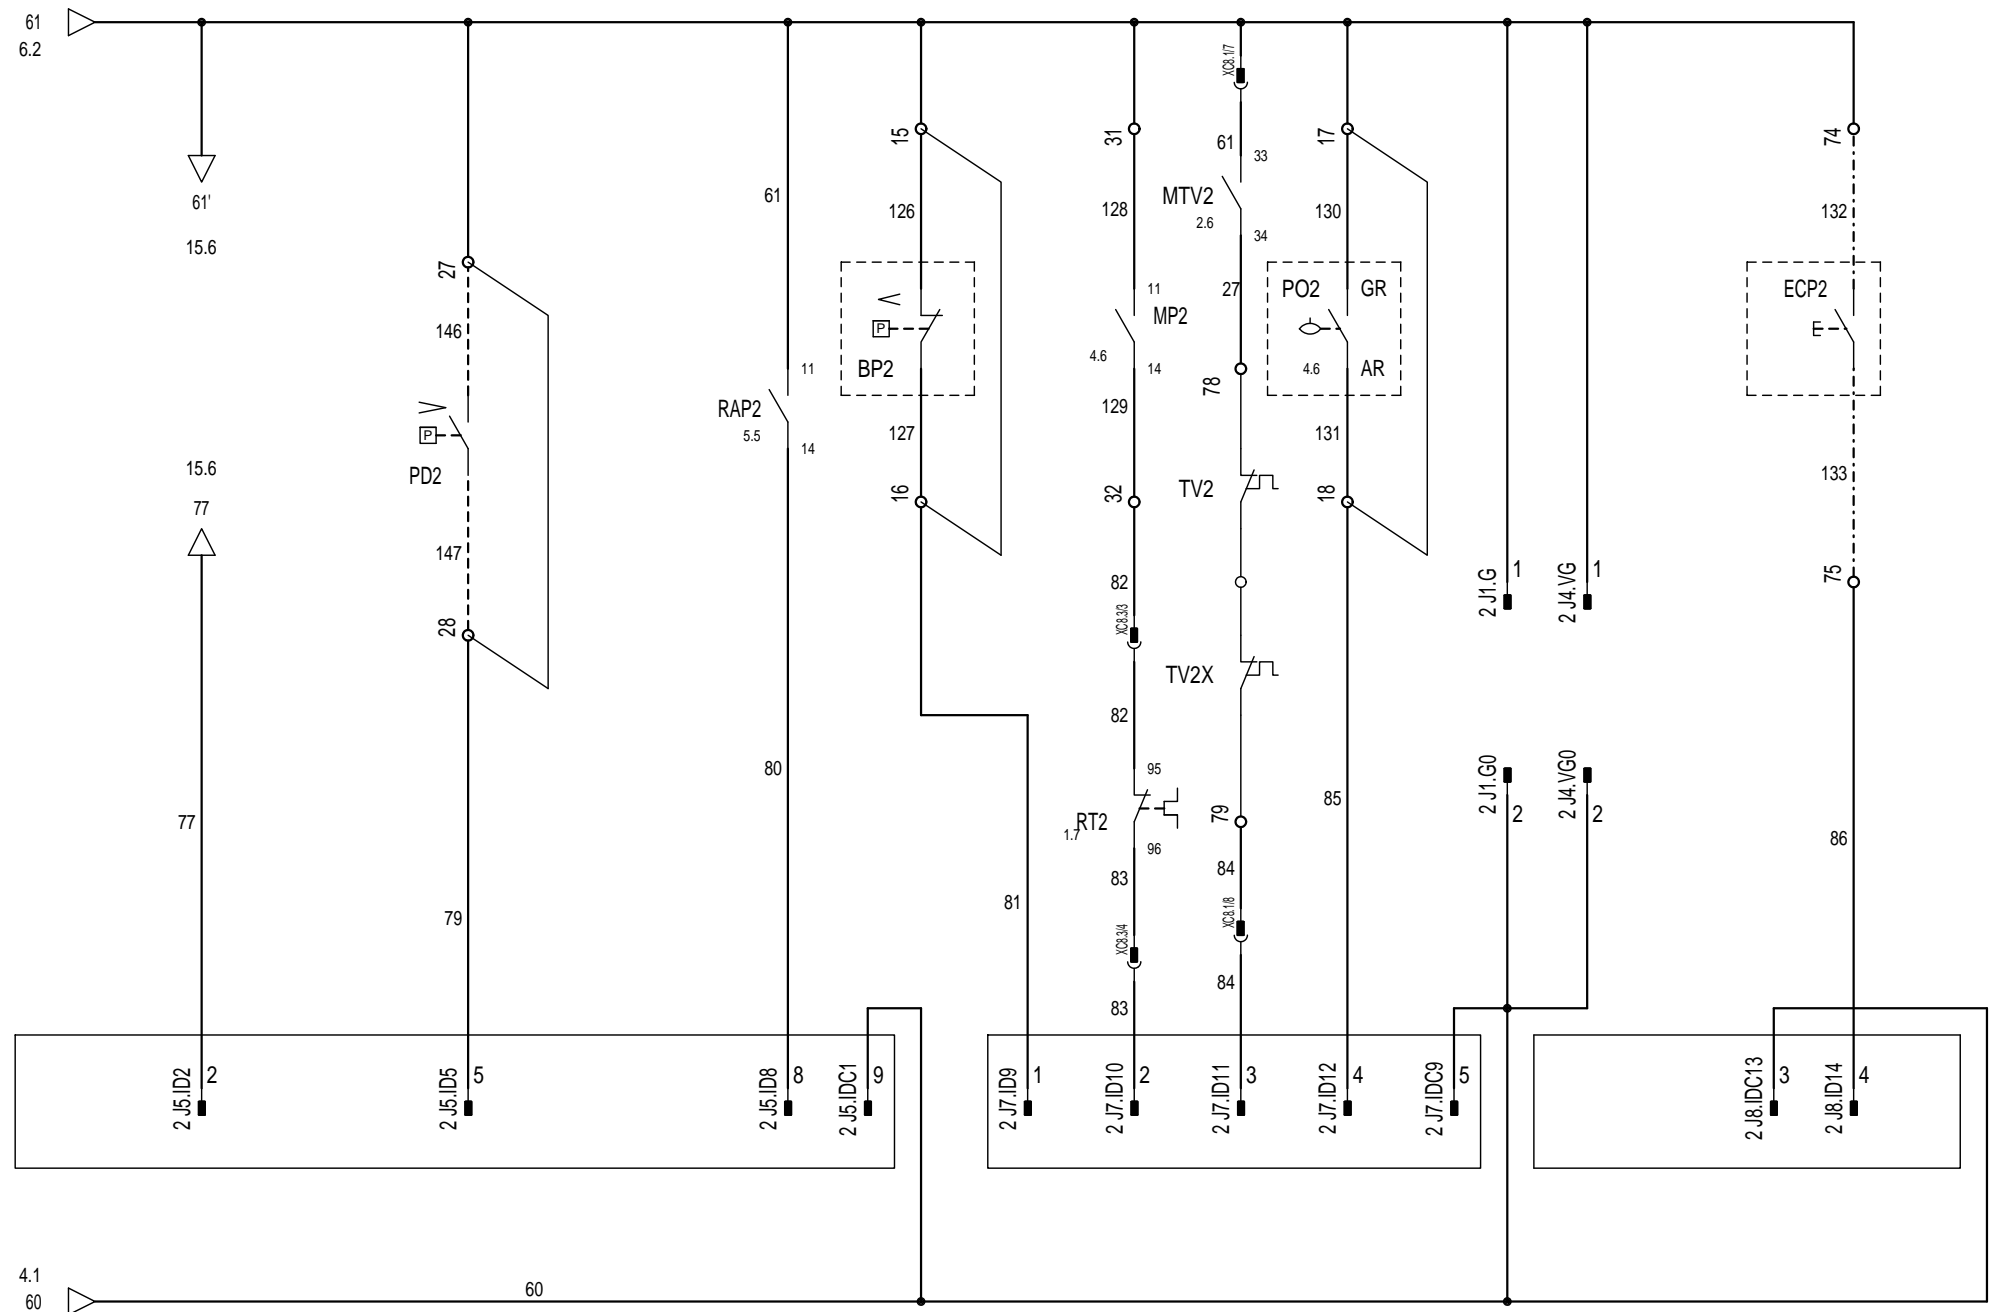 61
6.2
61'
15.6
15.6
77
77
27
146
P
PD2
147
28
79
61
11
RAP2
5.5
14
80
15
126
P
BP2
127
16
81
31
128
11
MP2
4.6
14
129
32
82
XC8.3/3
82
95
RT2
1.7
96
83
XC8.3/4
83
XC8.1/7
61
33
MTV2
2.6
34
27
78
TV2
TV2X
79
84
XC8.1/8
84
17
130
PO2
GR
4.6
AR
131
18
85
2 J1.G
1
2 J4.VG
1
2 J1.G0
2
2 J4.VG0
2
74
132
ECP2
E
133
75
86
2 J5.ID2
2
2 J5.ID5
5
2 J5.ID8
8
2 J5.IDC1
9
2 J7.ID9
1
2 J7.ID10
2
2 J7.ID11
3
2 J7.ID12
4
2 J7.IDC9
5
2 J8.IDC13
3
2 J8.ID14
4
4.1
60
60